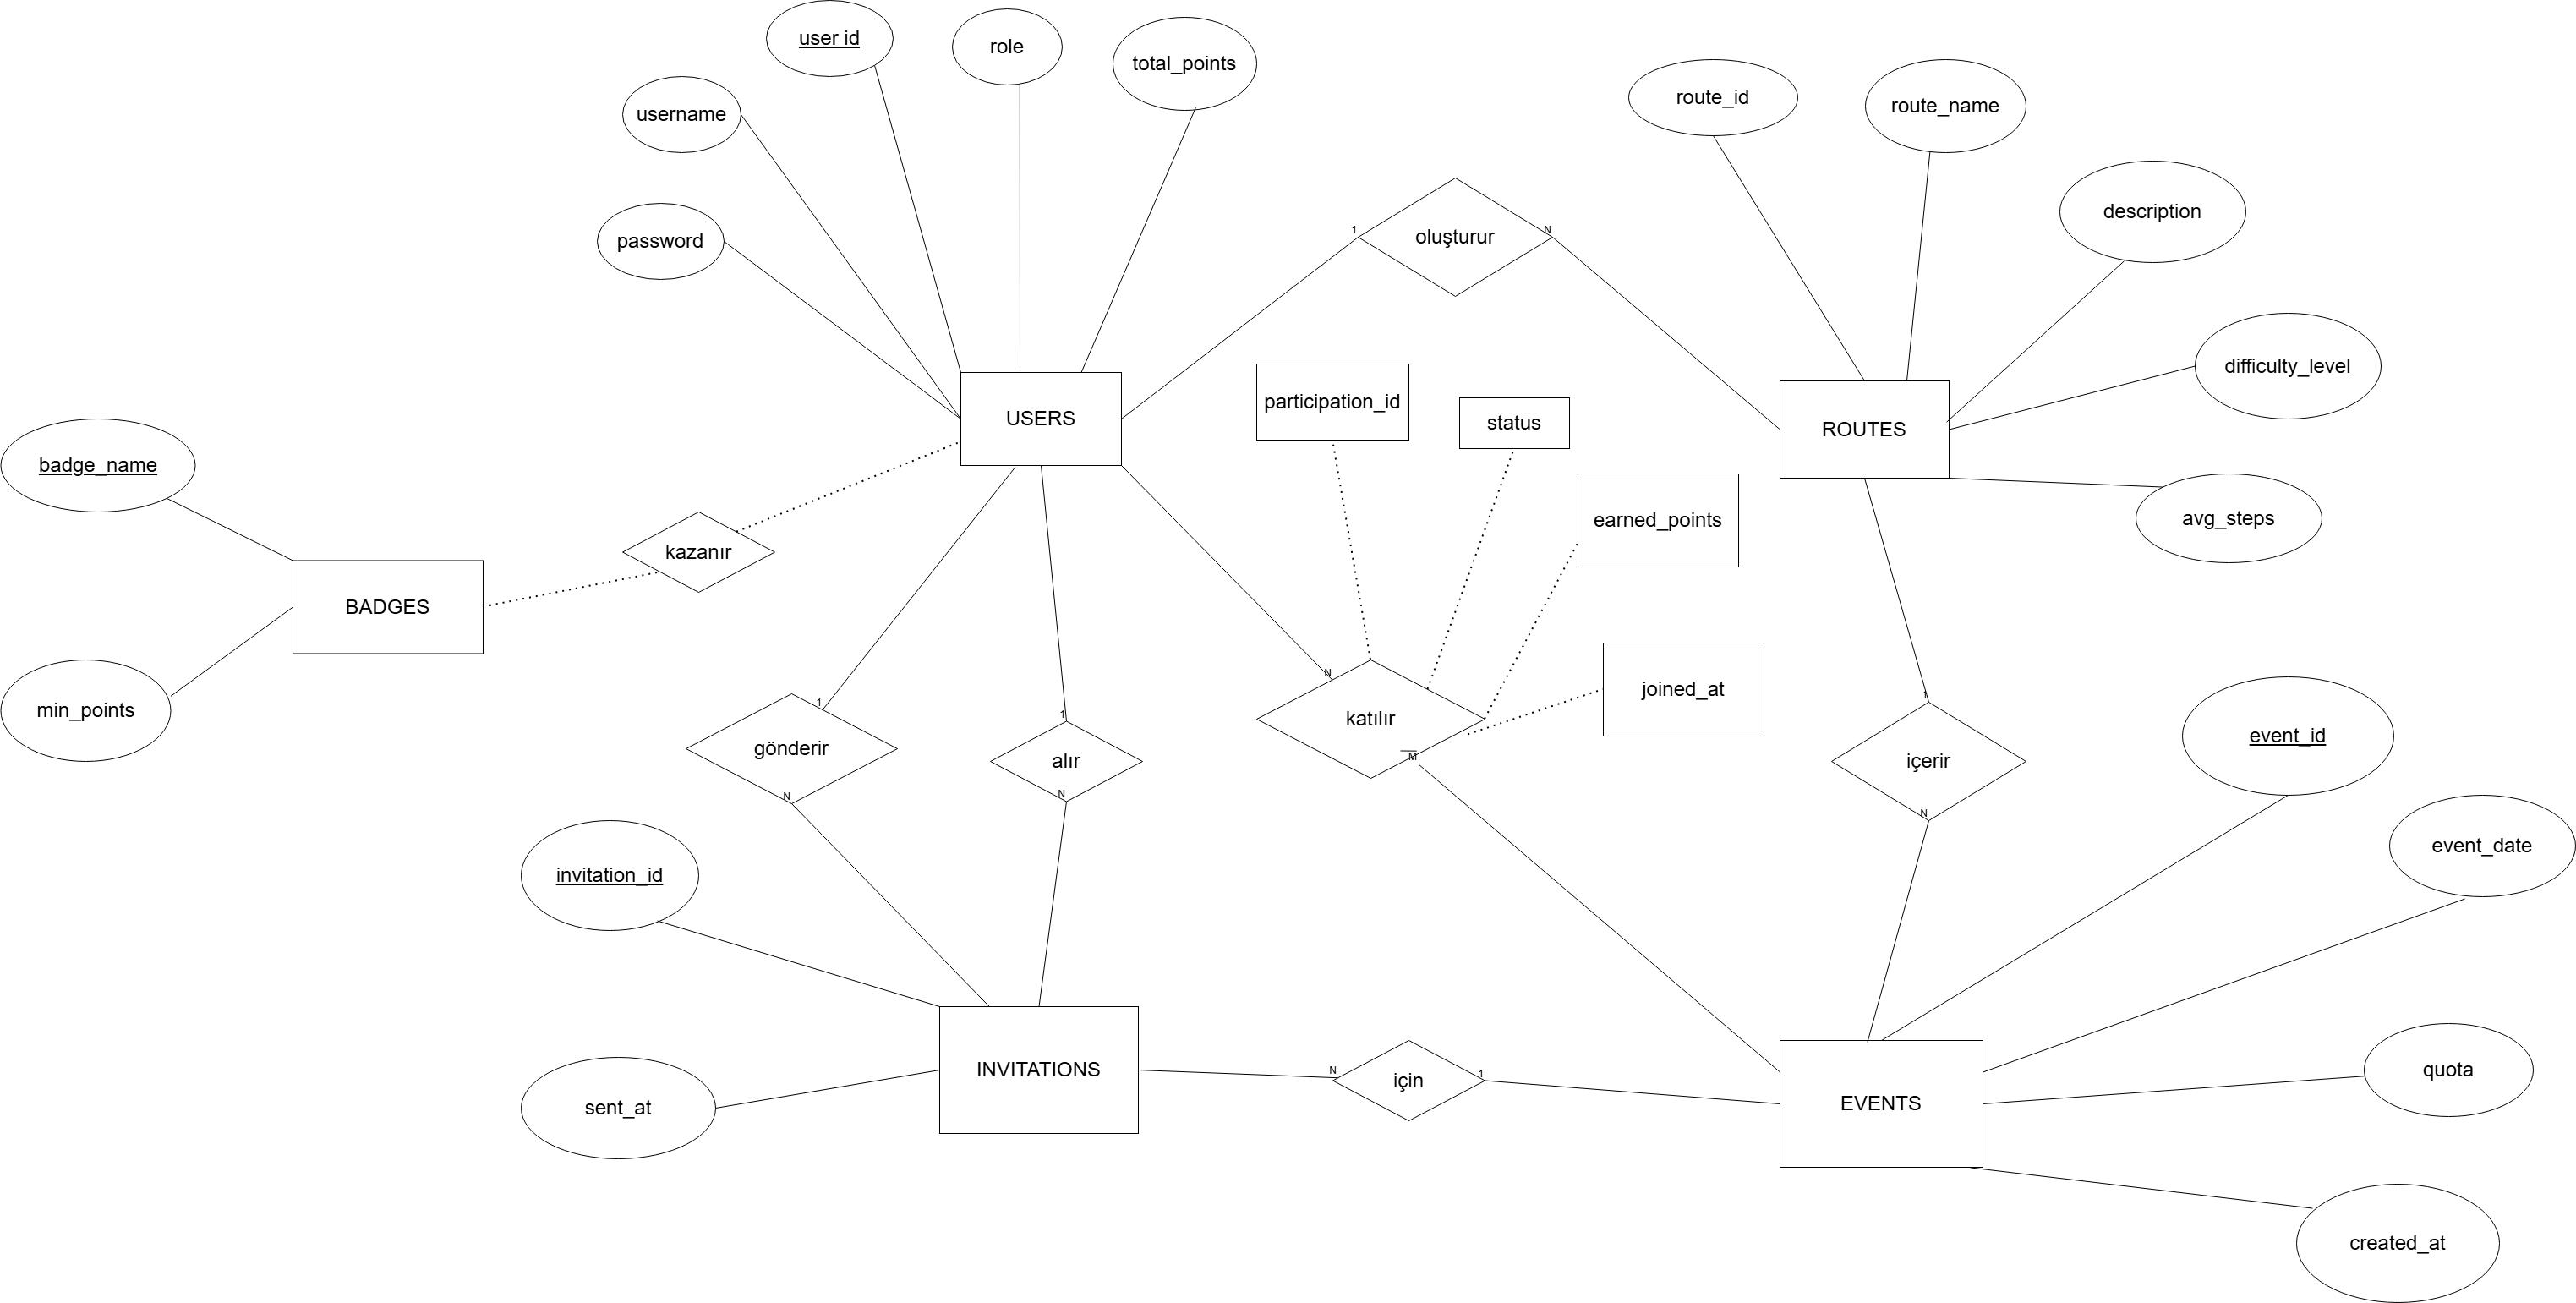 user id
role
total_points
username
password
route_id
route_name
description
difficulty_level
avg_steps
1
oluşturur
N
USERS
ROUTES
participation_id
status
earned_points
joined_at
badge_name
BADGES
min_points
kazanır
1
gönderir
N
1
alır
N
N
katılır
M
1
içerir
N
event_id
event_date
quota
created_at
invitation_id
sent_at
INVITATIONS
N
için
1
EVENTS